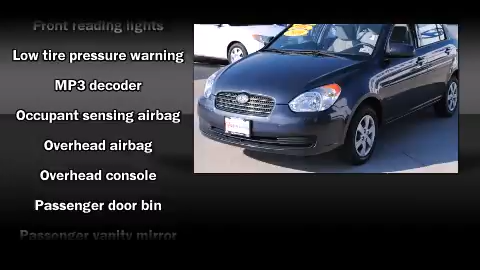 Front reading lights
Low tire pressure warning
MP3 decoder
Occupant sensing airbag
Overhead airbag
Overhead console
Passenger door bin
Passenger vanity mirror